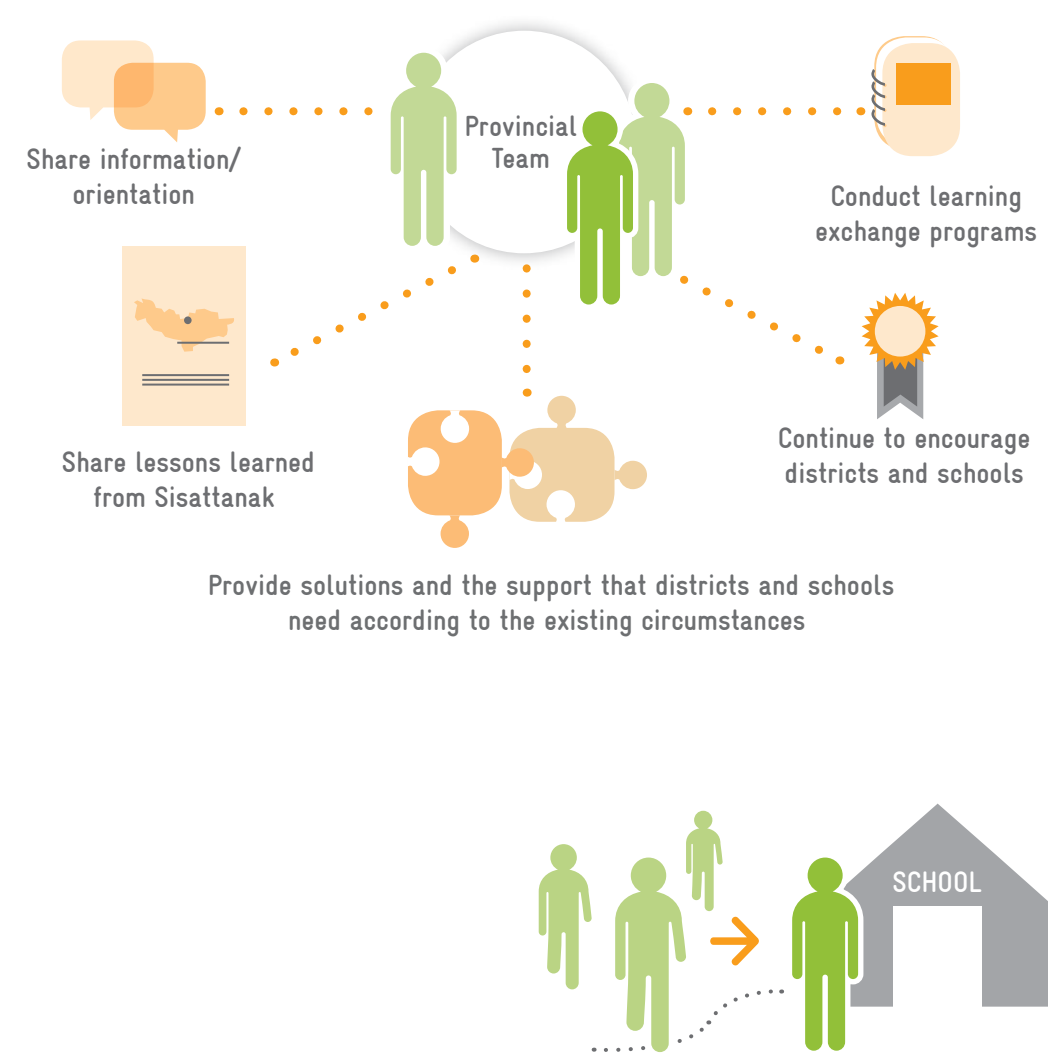 Provincial
Team
Share information/
orientation
Conduct learning
exchange programs
Share lessons learned
from Sisattanak
Continue to encourage
districts and schools
Provide solutions and the support that districts and schools
need according to the existing circumstances
SCHOOL